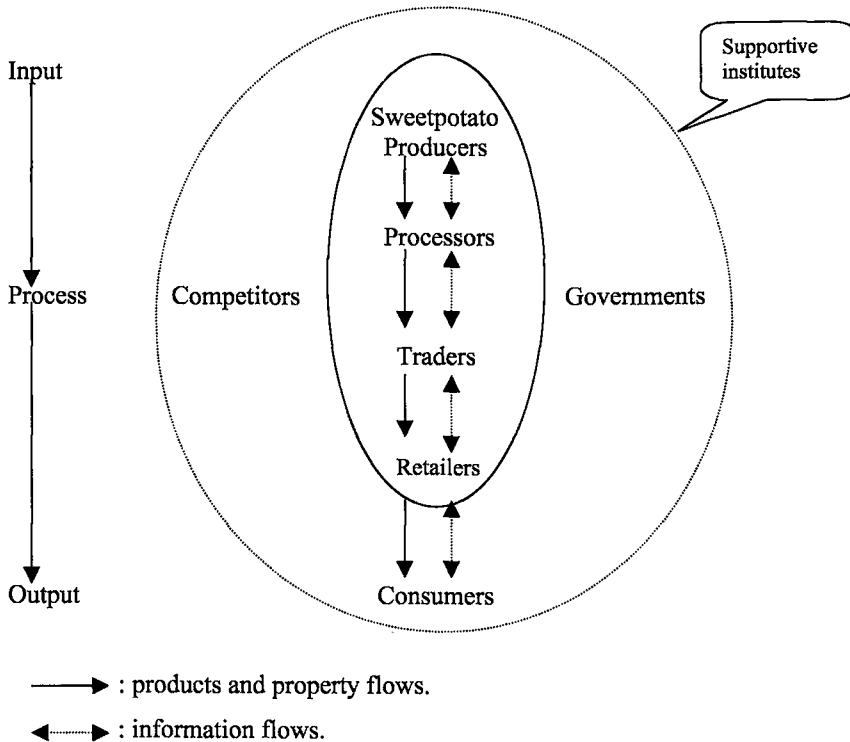 Supportive
institutes
Input
Sweetpotato
Producers
Processors
Process
Competitors
Governments
Traders
Retailers
Output
Consumers
: products and property flows.
: information flows.